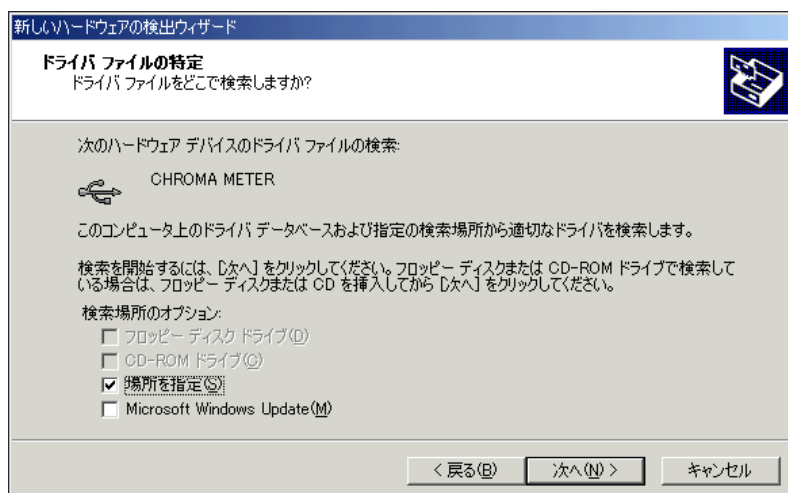 新しいハードウェアの検出ウィザード
ドライバ ファイルの特定
ドライバ ファイルをどこで検索しますか?
次のハードウェア デバイスのドライバ ファイルの検索:
CHROMA METER
このコンピュータ上のドライバ データベースおよび指定の検索場所から適切なドライバを検索します。
検索を開始するには、[次へ] をクリックしてください。フロッピー ディスクまたは CD-ROM ドライブで検索して
いる場合は、フロッピー ディスクまたは CD を挿入してから [次へ] をクリックしてください。
検索場所のオプション:
フロッピー ディスク ドライブ(D)
CD-ROM ドライブ(C)
場所を指定(S)
Microsoft Windows Update(M)
< 戻る(B) 次へ(N) > キャンセル